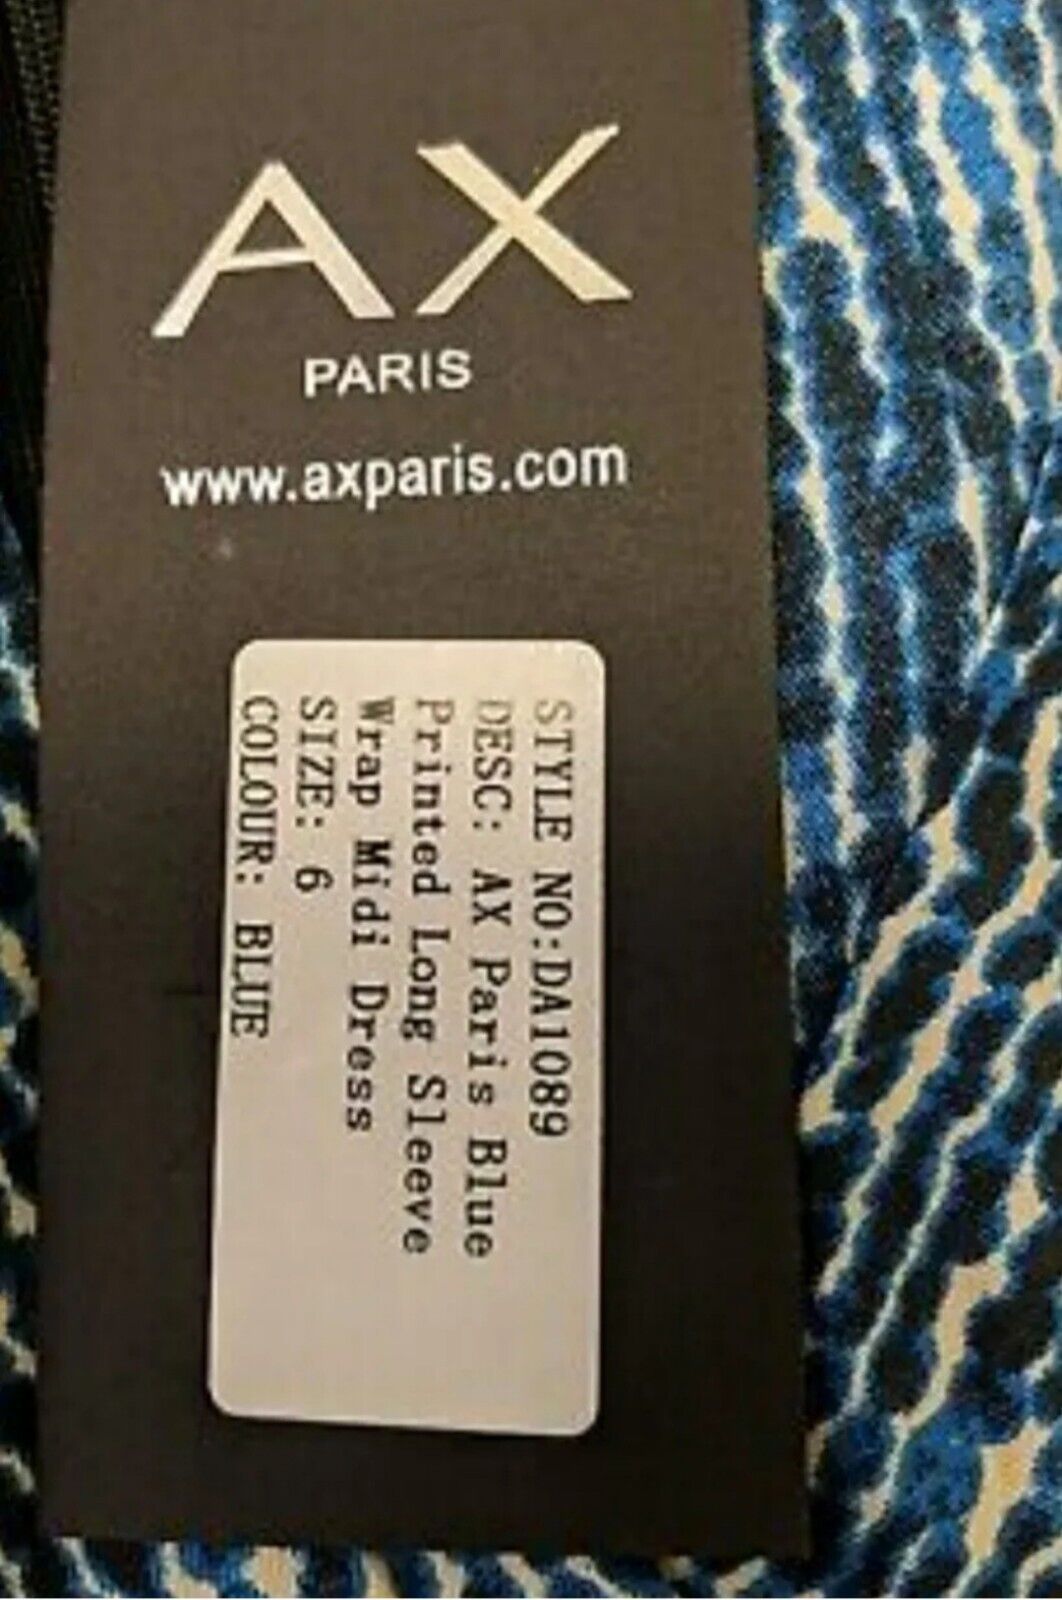 AX
PARIS
www.axparis.com
STYLE NO:DA1089
DESC: AX Paris Blue
Printed Long Sleeve
Wrap Midi Dress
SIZE: 6
COLOUR: BLUE